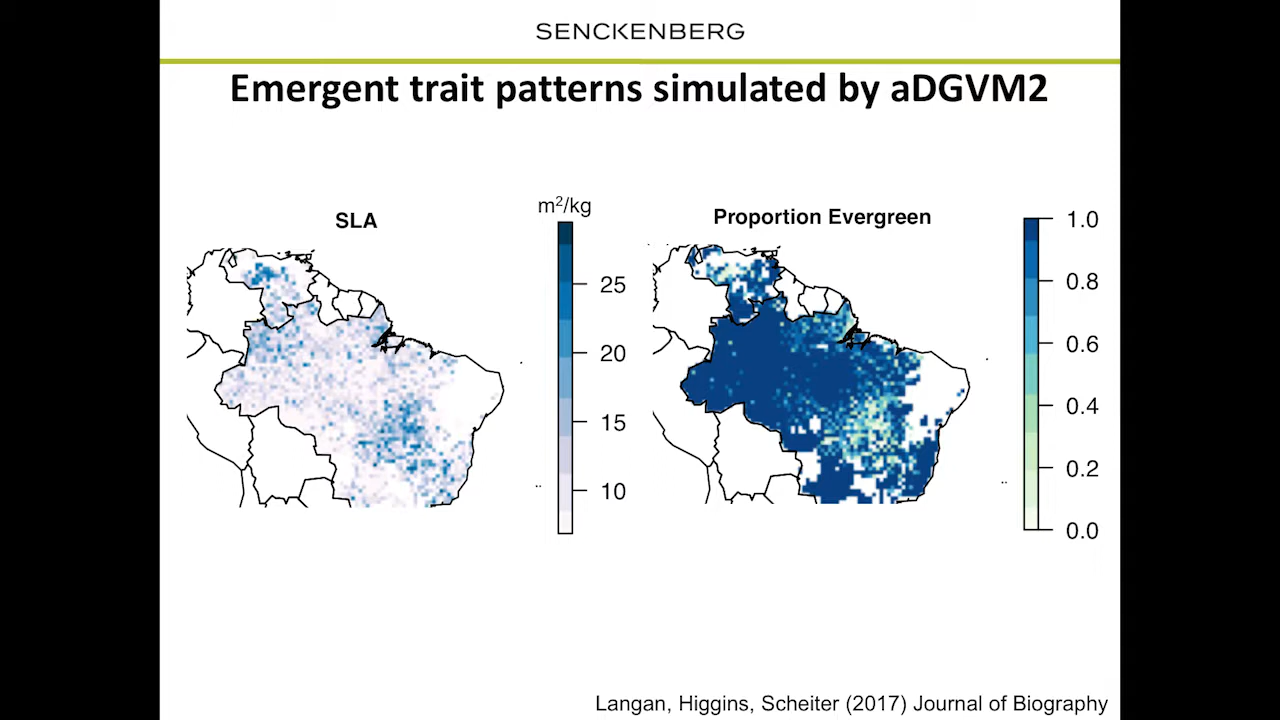 SENCKENBERG
Emergent trait patterns simulated by aDGVM2
SLA
m²/kg
25
20
15
10
Proportion Evergreen
1.0
0.8
0.6
0.4
0.2
0.0
Langan, Higgins, Scheiter (2017) Journal of Biography